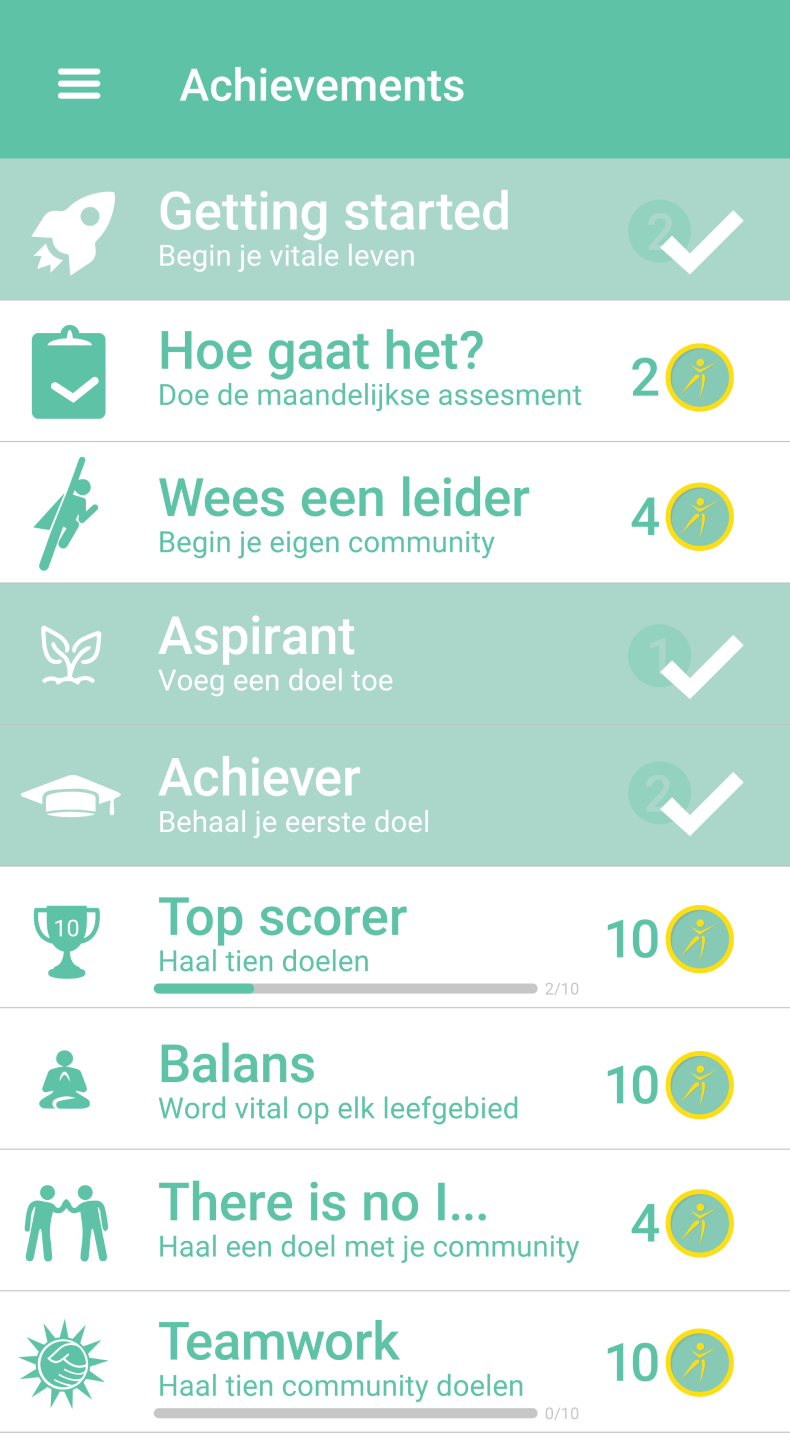 Achievements
Getting started
Begin je vitale leven
2
Hoe gaat het?
Doe de maandelijkse assesment
2
Wees een leider
Begin je eigen community
4
Aspirant
Voeg een doel toe
1
Achiever
Behaal je eerste doel
2
10
Top scorer
Haal tien doelen
2/10
10
Balans
Word vital op elk leefgebied
10
There is no I...
Haal een doel met je community
4
Teamwork
Haal tien community doelen
0/10
10